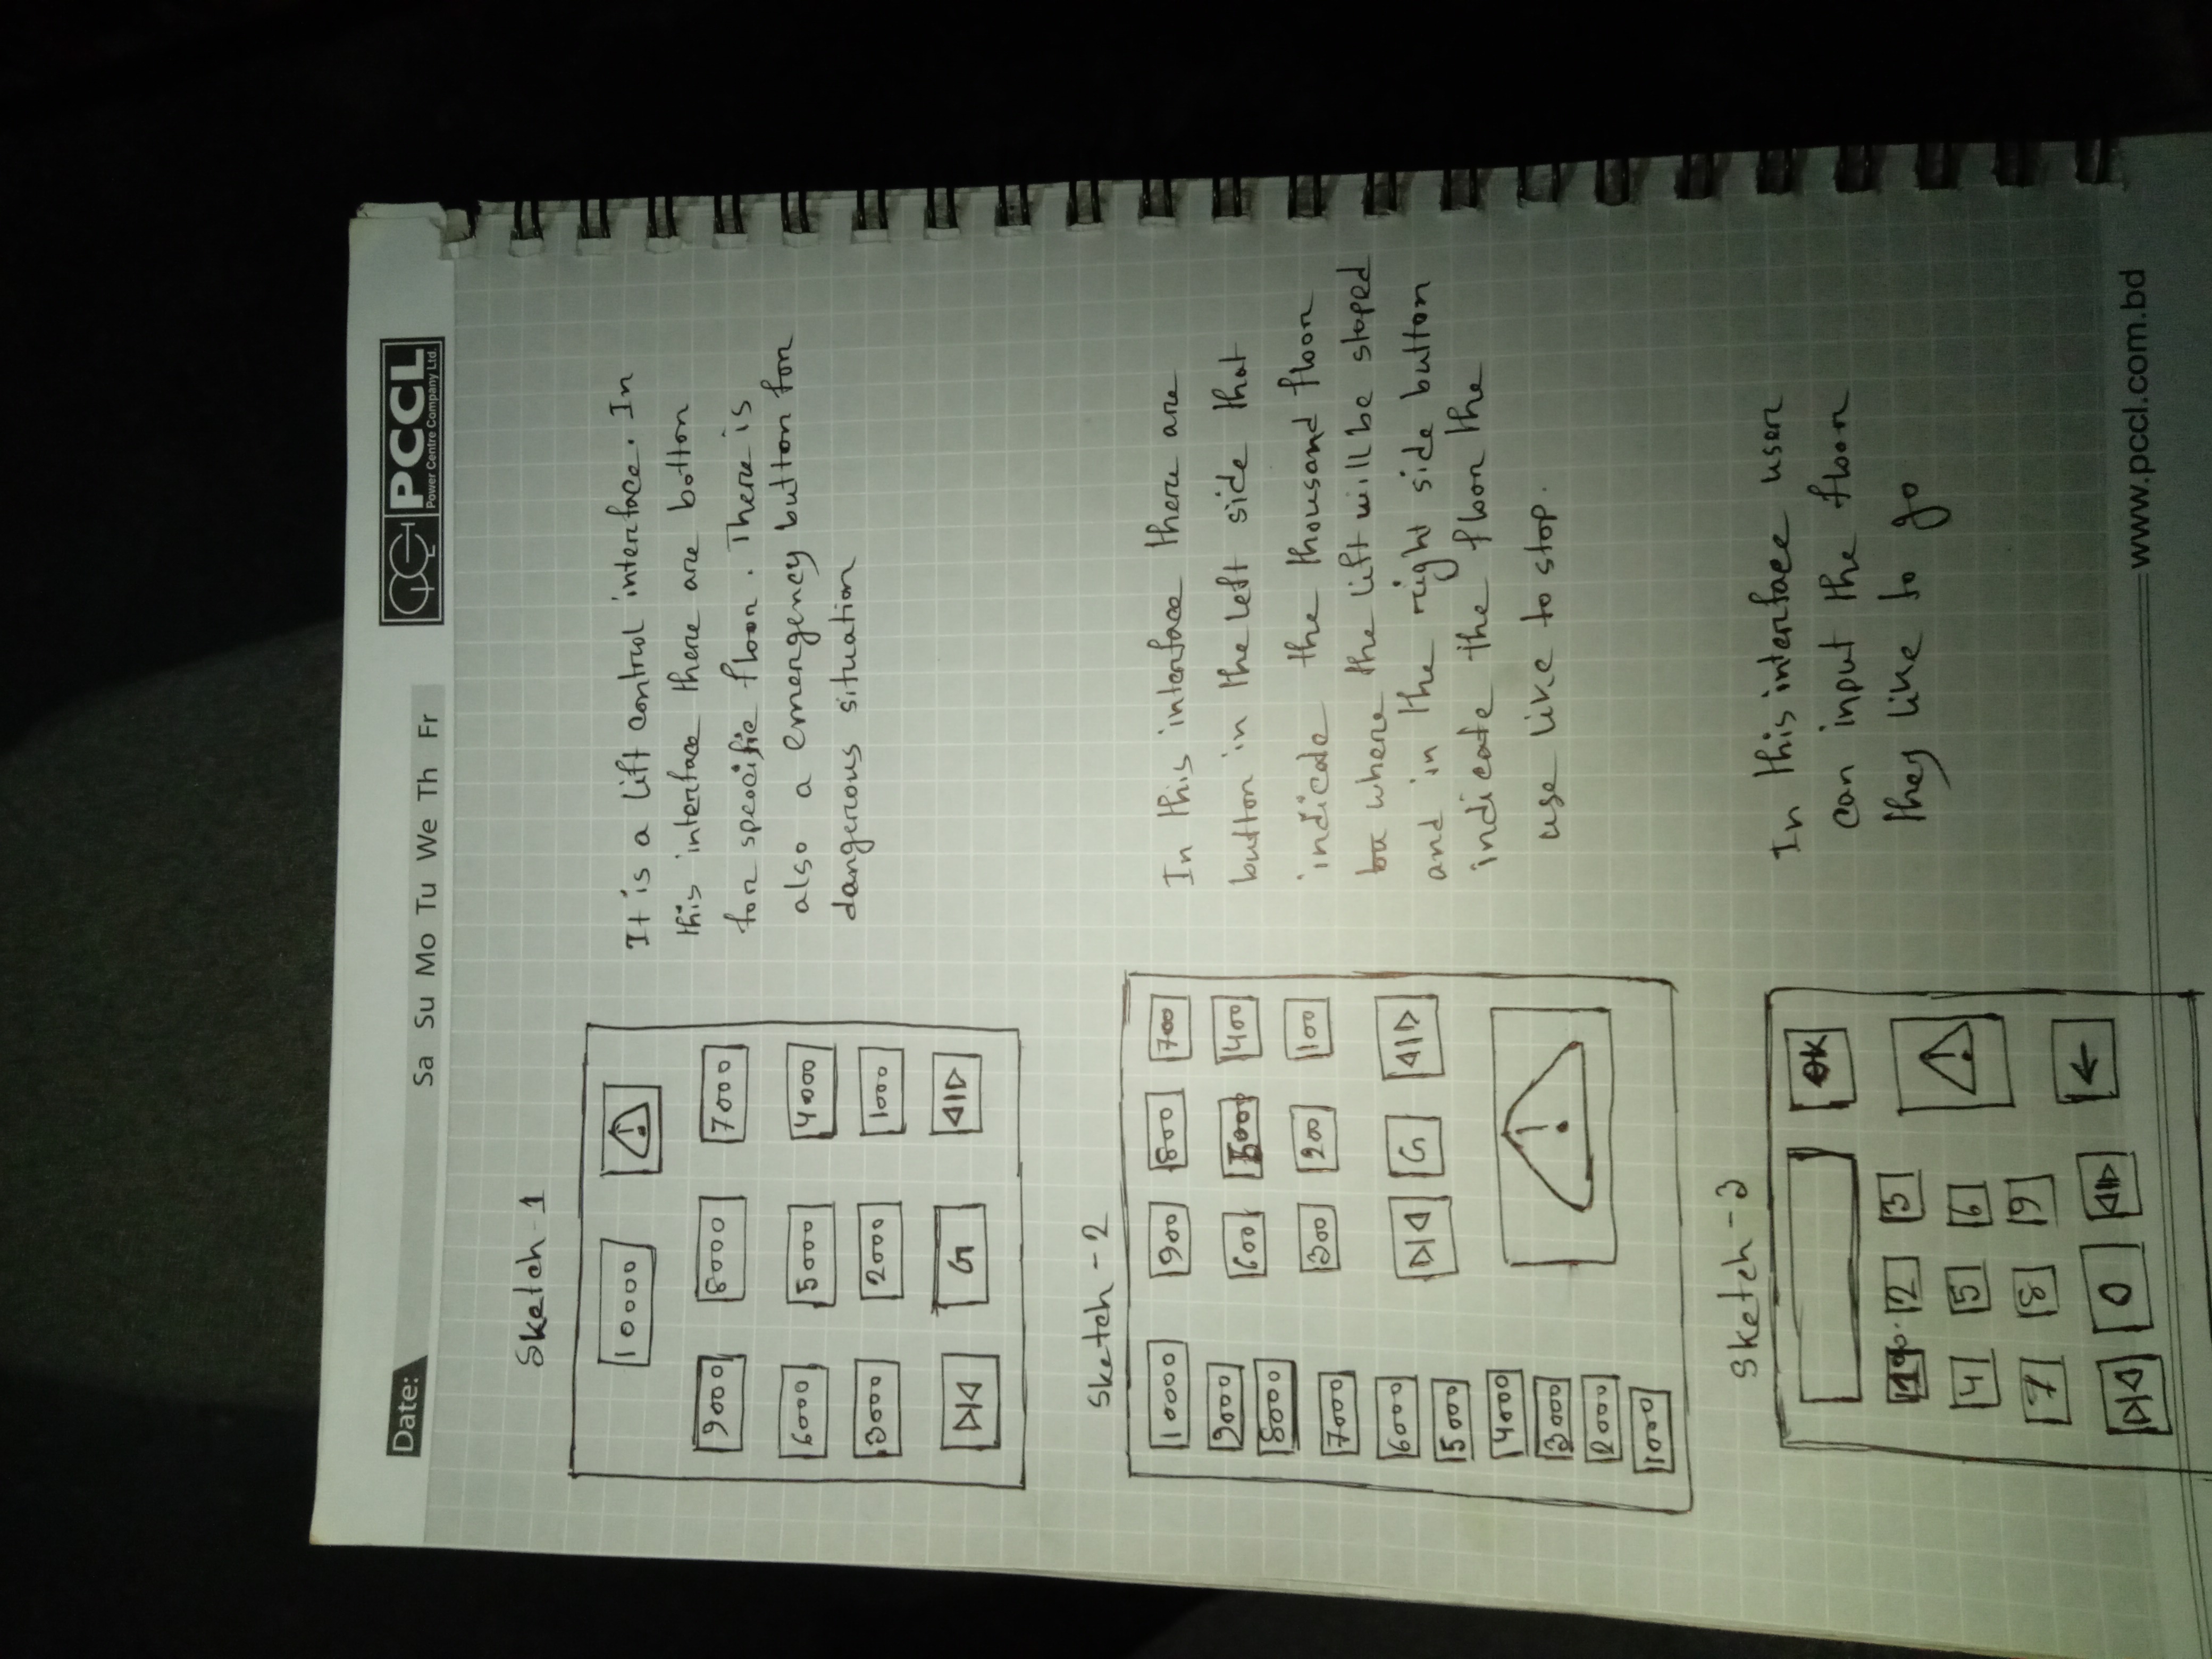 Date:
Sa Su Mo Tu We Th Fr
PCCL
Power Centre Company Ltd.
Sketch-1
10000 !
9000 8000 7000
6000 5000 4000
3000 2000 1000
G
It is a lift control interface. In
this interface there are botton
for speocific floor. There is
also a emergency button for
dangerous situation
Sketch-2
10000 900 800 700
9000 600 400
8000
7000 300 200 100
6000 G
5000
4000 !
3000
2000
1000
In this interface there are
button in the left side that
indicate the thousand floor
where the lift will be stoped
and in the right side button
indicate the floor the
use like to stop.
Sketch-3
OK
2 3
4 5 6 !
7 8 9
0 ←
In this interface user
can input the floor
they like to go
www.pccl.com.bd